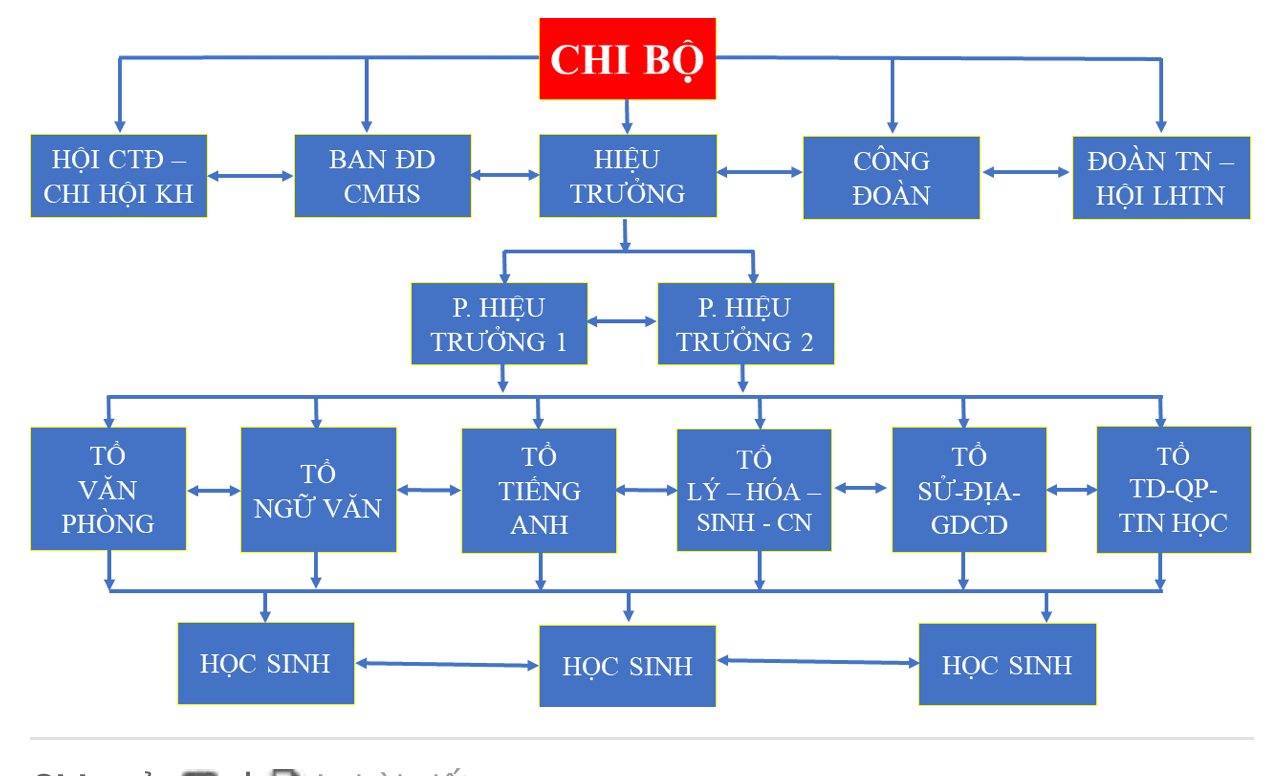 CHI BỘ
HỘI CTĐ –
CHI HỘI KH
BAN ĐD
CMHS
HIỆU
TRƯỞNG
CÔNG
ĐOÀN
ĐOÀN TN –
HỘI LHTN
P. HIỆU
TRƯỞNG 1
P. HIỆU
TRƯỞNG 2
TỔ
VĂN
PHÒNG
TỔ
NGỮ VĂN
TỔ
TIẾNG
ANH
TỔ
LÝ – HÓA –
SINH - CN
TỔ
SỬ-ĐỊA-
GDCD
TỔ
TD-QP-
TIN HỌC
HỌC SINH
HỌC SINH
HỌC SINH